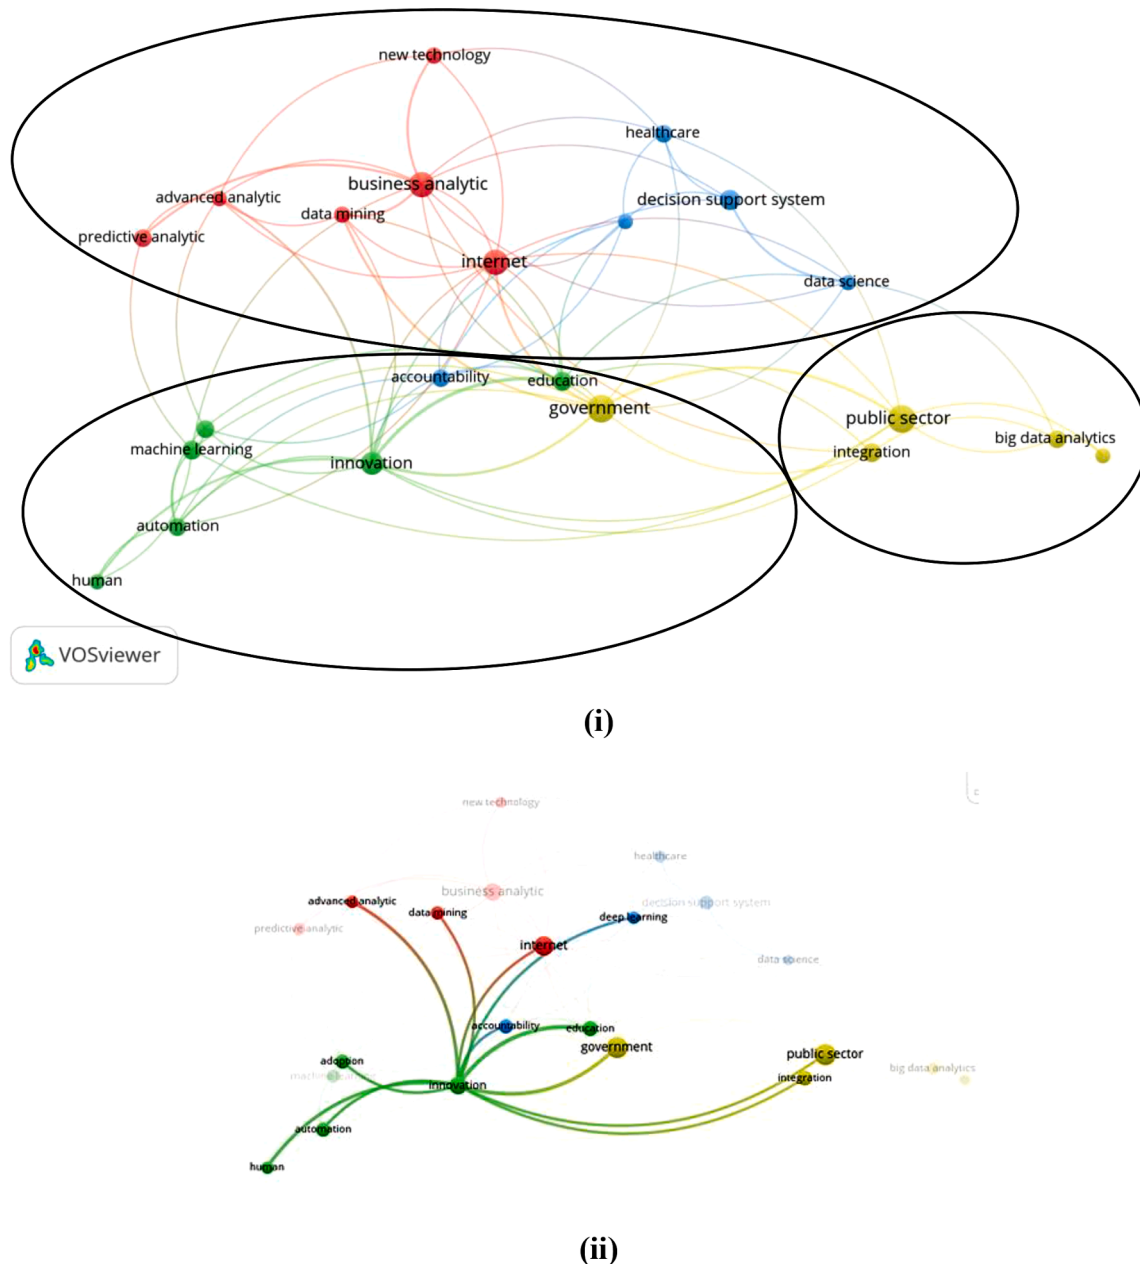 new technology
healthcare
business analytic
advanced analytic
decision support system
data mining
predictive analytic
internet
data science
accountability
education
government
public sector
big data analytics
machine learning
integration
innovation
automation
human
VOSviewer
(i)
new technology
healthcare
business analytic
advanced analytic
decision support system
data mining
deep learning
predictive analytic
internet
data science
accountability
education
government
public sector
adoption
big data analytics
machine learning
integration
innovation
automation
human
(ii)